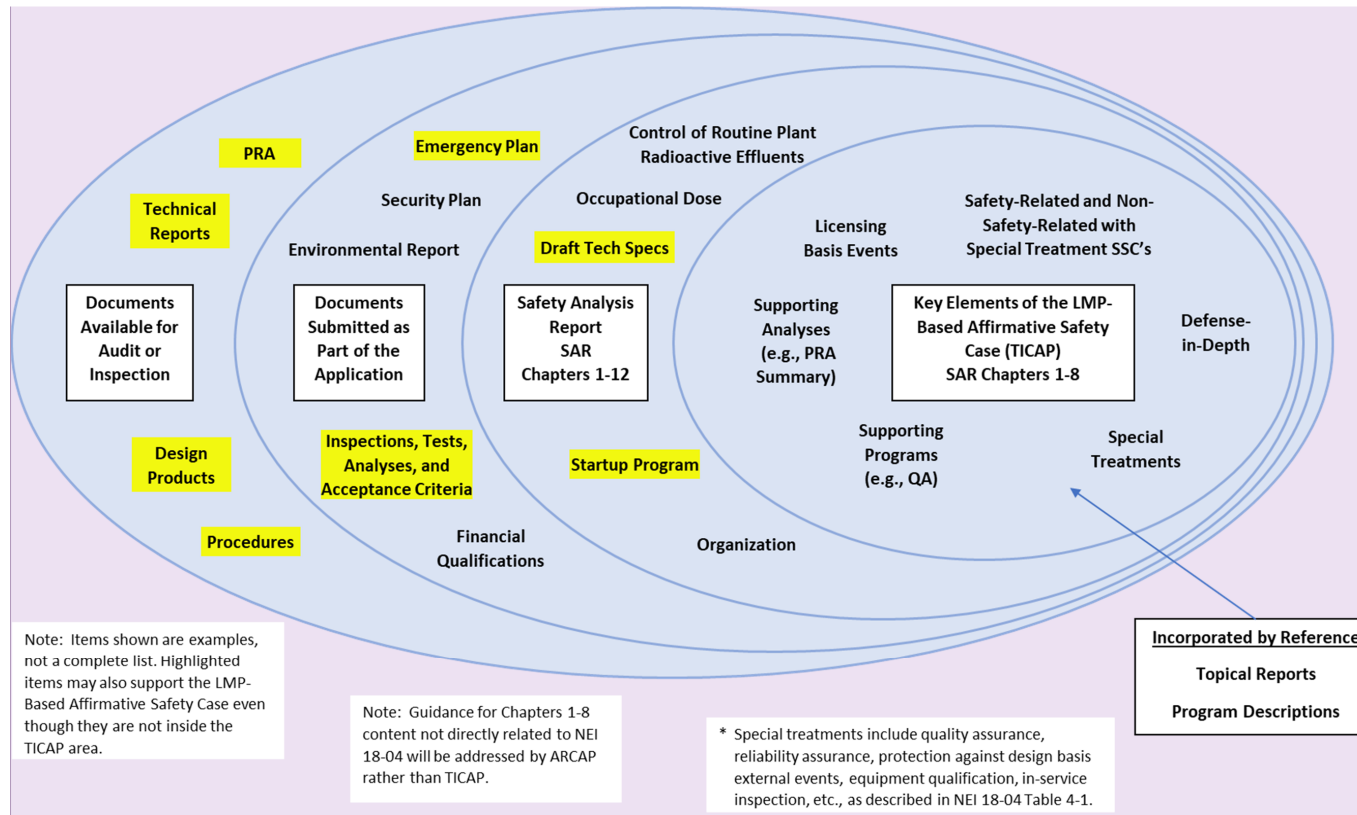 PRA
Technical
Reports
Documents
Available for
Audit or
Inspection
Design
Products
Procedures
Emergency Plan
Security Plan
Environmental Report
Documents
Submitted as
Part of the
Application
Inspections, Tests,
Analyses, and
Acceptance Criteria
Financial
Qualifications
Control of Routine Plant
Radioactive Effluents
Occupational Dose
Draft Tech Specs
Safety Analysis
Report
SAR
Chapters 1-12
Startup Program
Organization
Licensing
Basis Events
Safety-Related and Non-
Safety-Related with
Special Treatment SSC's
Supporting
Analyses
(e.g., PRA
Summary)
Key Elements of the LMP-
Based Affirmative Safety
Case (TICAP)
SAR Chapters 1-8
Defense-
in-Depth
Supporting
Programs
(e.g., QA)
Special
Treatments
Incorporated by Reference
Topical Reports
Program Descriptions
Note: Items shown are examples,
not a complete list. Highlighted
items may also support the LMP-
Based Affirmative Safety Case even
though they are not inside the
TICAP area.
Note: Guidance for Chapters 1-8
content not directly related to NEI
18-04 will be addressed by ARCAP
rather than TICAP.
* Special treatments include quality assurance,
reliability assurance, protection against design basis
external events, equipment qualification, in-service
inspection, etc., as described in NEI 18-04 Table 4-1.